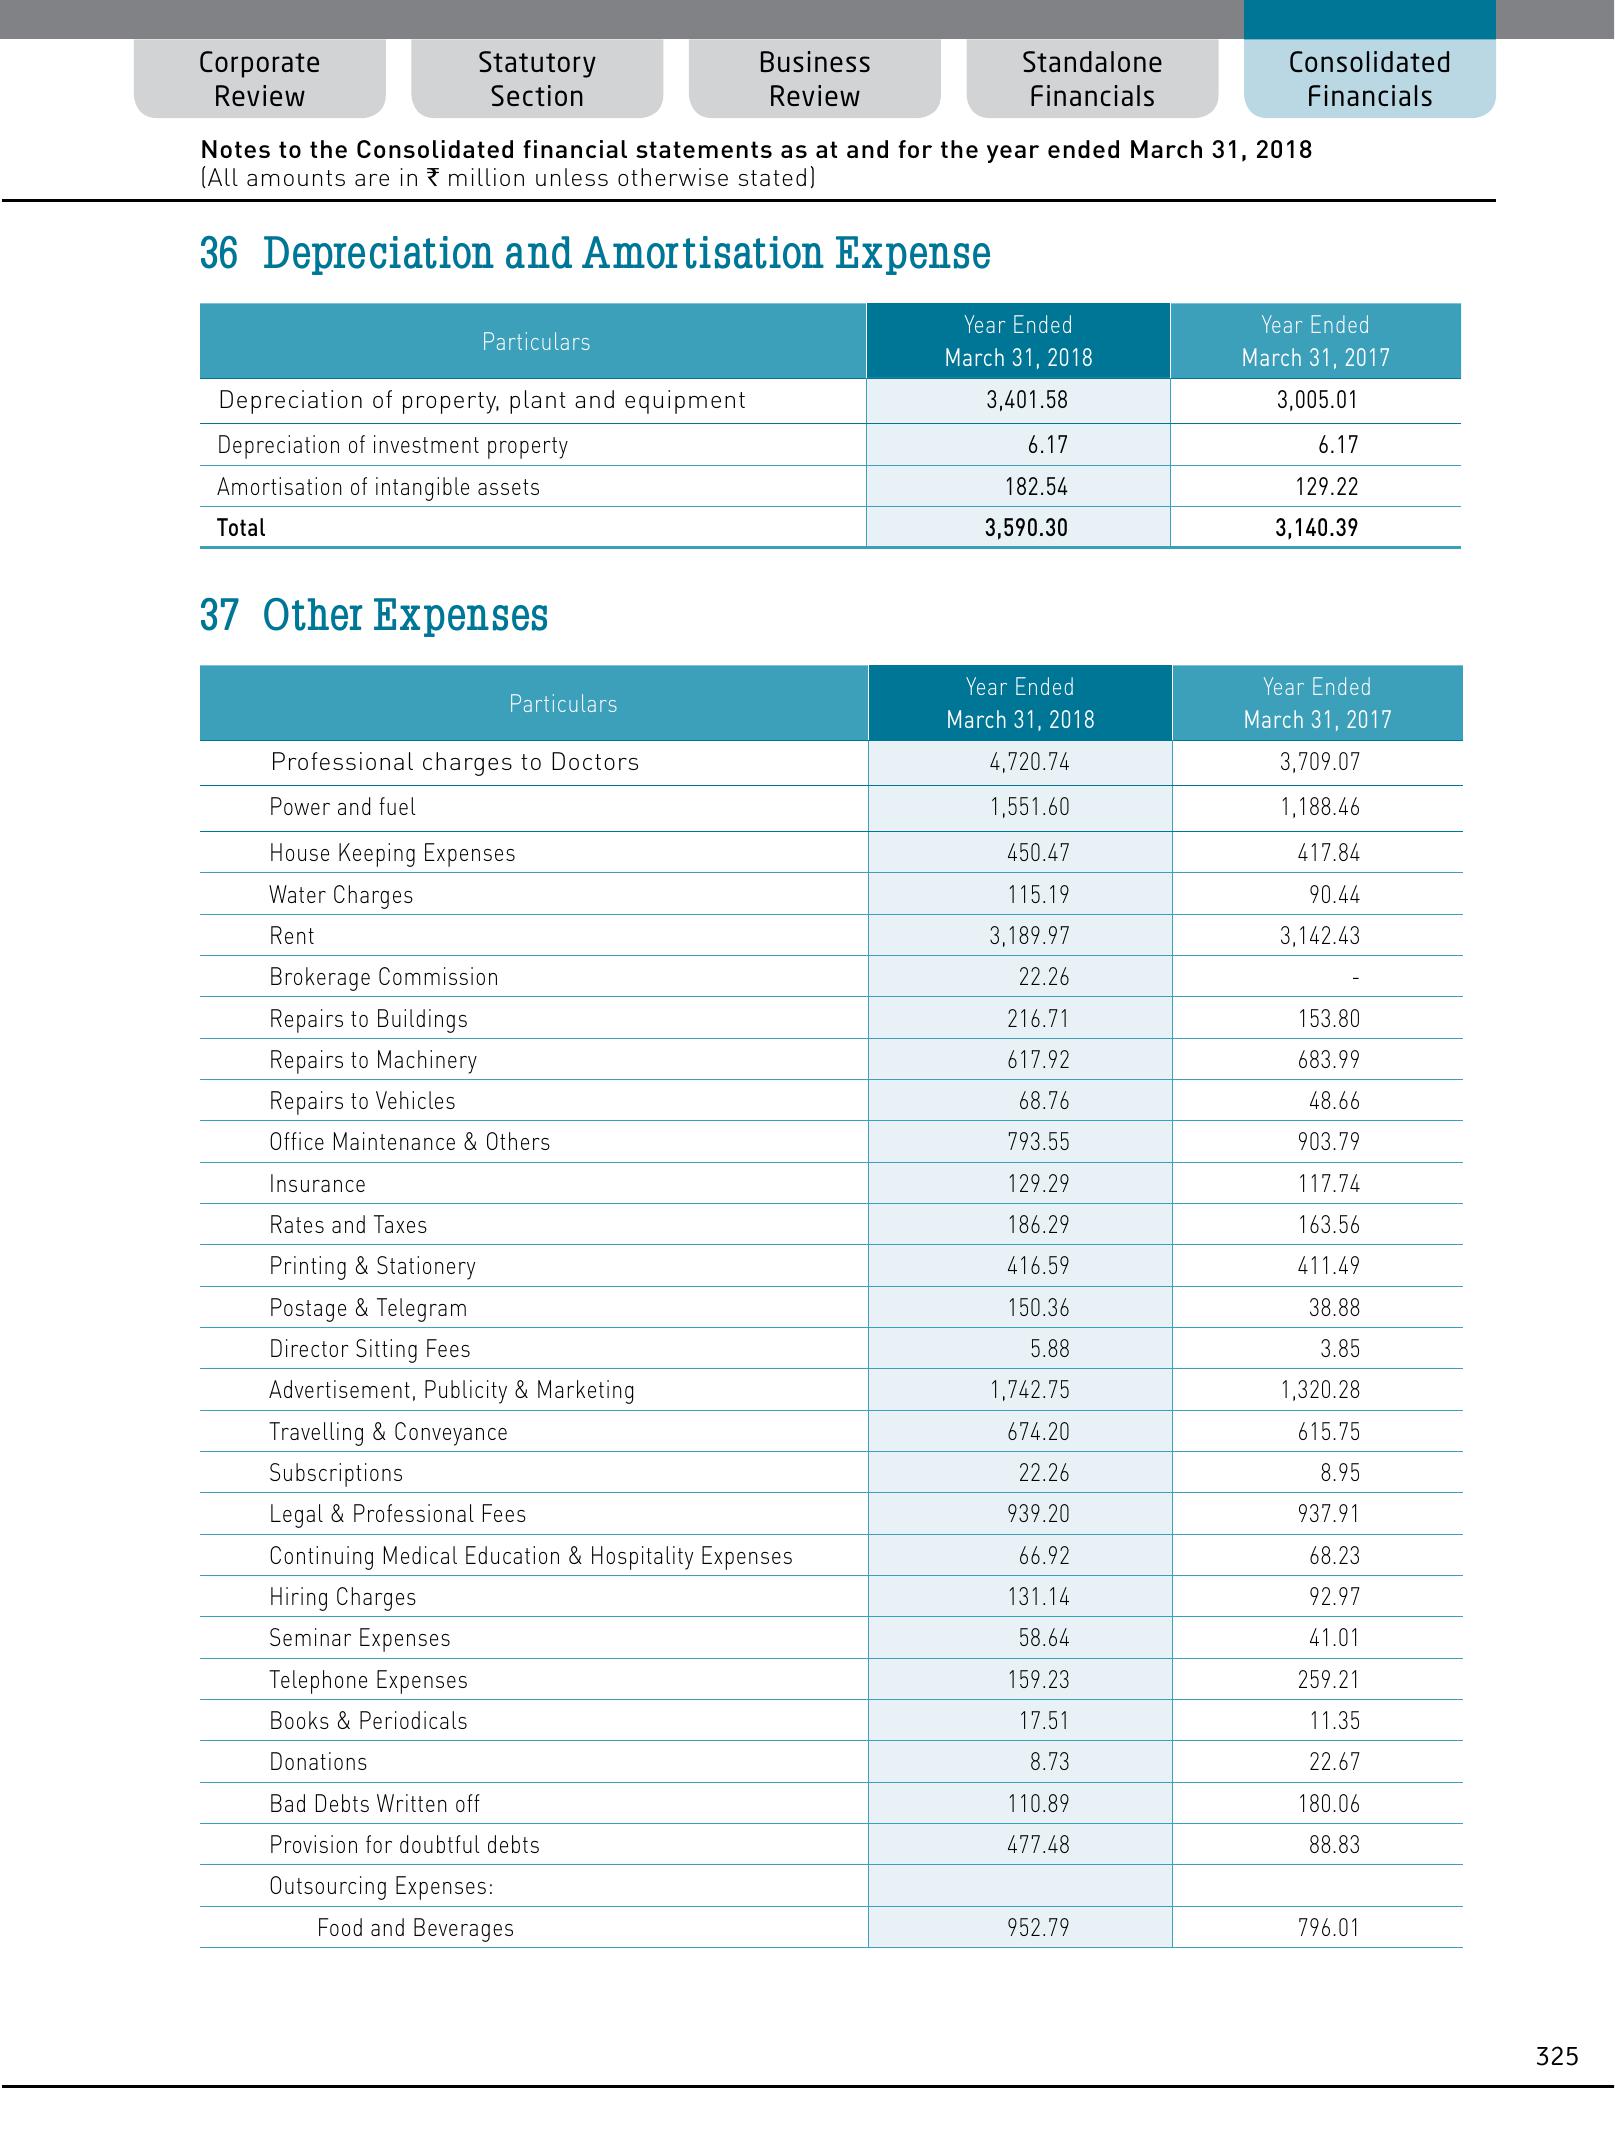 Corporate Review
Statutory Section
Business Review
Standalone Financials
Consolidated Financials
Notes to the Consolidated financial statements as at and for the year ended March 31, 2018
(All amounts are in ₹ million unless otherwise stated)
36 Depreciation and Amortisation Expense
Particulars Year Ended March 31, 2018 Year Ended March 31, 2017
Depreciation of property, plant and equipment 3,401.58 3,005.01
Depreciation of investment property 6.17 6.17
Amortisation of intangible assets 182.54 129.22
Total 3,590.30 3,140.39
37 Other Expenses
Particulars Year Ended March 31, 2018 Year Ended March 31, 2017
Professional charges to Doctors 4,720.74 3,709.07
Power and fuel 1,551.60 1,188.46
House Keeping Expenses 450.47 417.84
Water Charges 115.19 90.44
Rent 3,189.97 3,142.43
Brokerage Commission 22.26 -
Repairs to Buildings 216.71 153.80
Repairs to Machinery 617.92 683.99
Repairs to Vehicles 68.76 48.66
Office Maintenance & Others 793.55 903.79
Insurance 129.29 117.74
Rates and Taxes 186.29 163.56
Printing & Stationery 416.59 411.49
Postage & Telegram 150.36 38.88
Director Sitting Fees 5.88 3.85
Advertisement, Publicity & Marketing 1,742.75 1,320.28
Travelling & Conveyance 674.20 615.75
Subscriptions 22.26 8.95
Legal & Professional Fees 939.20 937.91
Continuing Medical Education & Hospitality Expenses 66.92 68.23
Hiring Charges 131.14 92.97
Seminar Expenses 58.64 41.01
Telephone Expenses 159.23 259.21
Books & Periodicals 17.51 11.35
Donations 8.73 22.67
Bad Debts Written off 110.89 180.06
Provision for doubtful debts 477.48 88.83
Outsourcing Expenses:
Food and Beverages 952.79 796.01
325